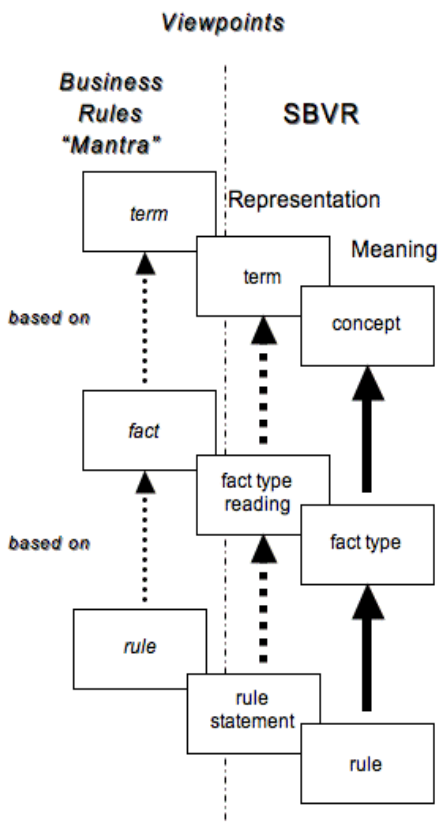 Viewpoints
Business
Rules
“Mantra”
SBVR
term
Representation
term
Meaning
concept
based on
fact
fact type
reading
fact type
based on
rule
rule
statement
rule